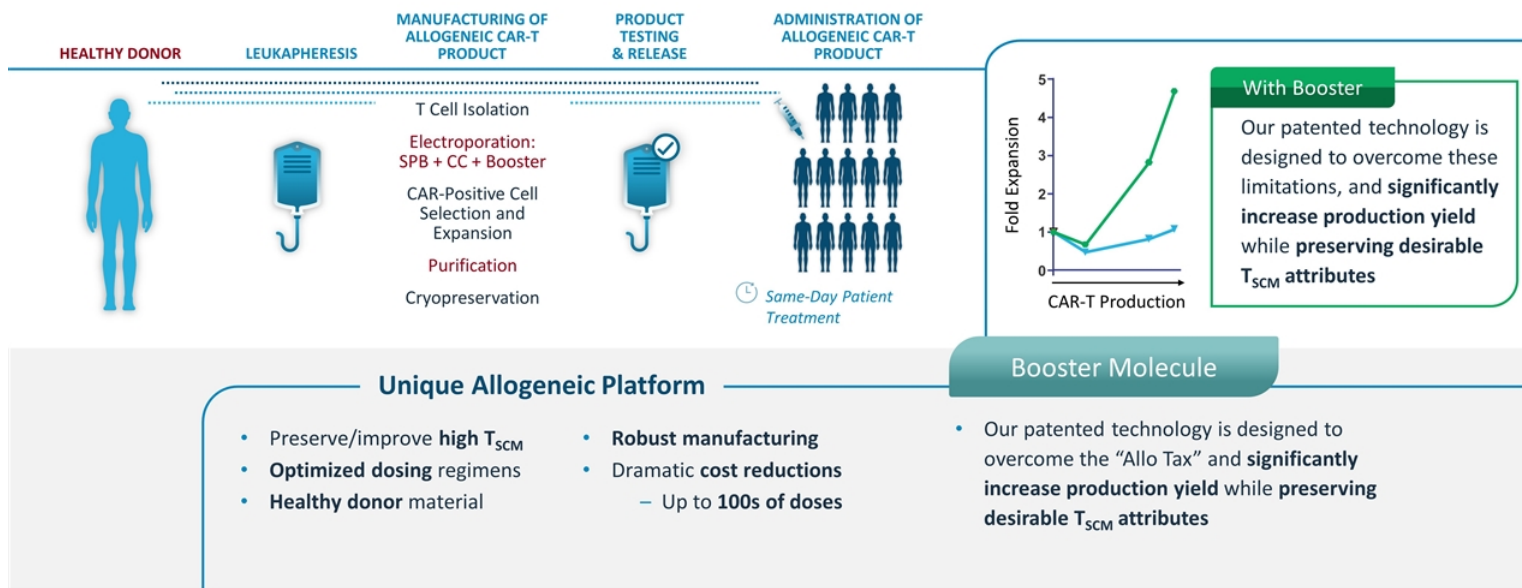 HEALTHY DONOR
LEUKAPHERESIS
MANUFACTURING OF
ALLOGENEIC CAR-T
PRODUCT
PRODUCT
TESTING
& RELEASE
ADMINISTRATION OF
ALLOGENEIC CAR-T
PRODUCT
T Cell Isolation
Electroporation:
SPB + CC + Booster
CAR-Positive Cell
Selection and
Expansion
Purification
Cryopreservation
Same-Day Patient
Treatment
Fold Expansion
5
4
3
2
1
0
CAR-T Production
With Booster
Our patented technology is
designed to overcome these
limitations, and significantly
increase production yield
while preserving desirable
TSCM attributes
Unique Allogeneic Platform
• Preserve/improve high TSCM
• Optimized dosing regimens
• Healthy donor material
• Robust manufacturing
• Dramatic cost reductions
– Up to 100s of doses
Booster Molecule
• Our patented technology is designed to
overcome the “Allo Tax” and significantly
increase production yield while preserving
desirable TSCM attributes